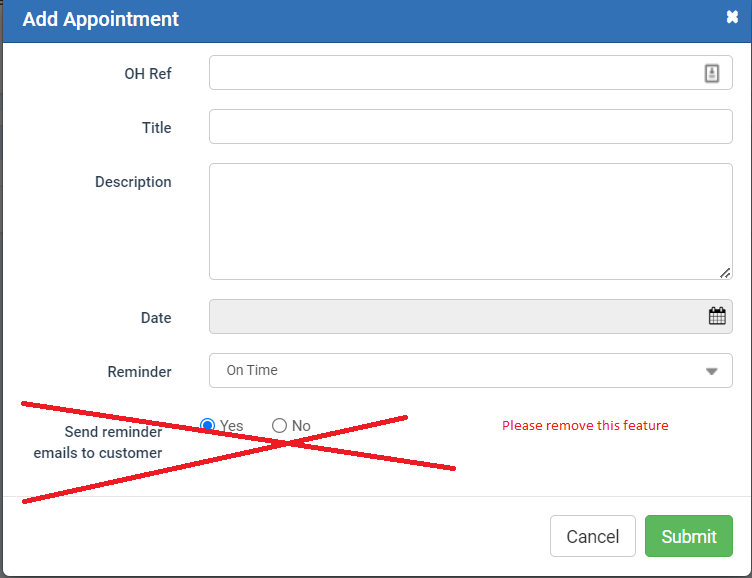 Add Appointment
OH Ref
Title
Description
Date
Reminder
On Time
Send reminder
emails to customer
Yes
No
Please remove this feature
Cancel
Submit